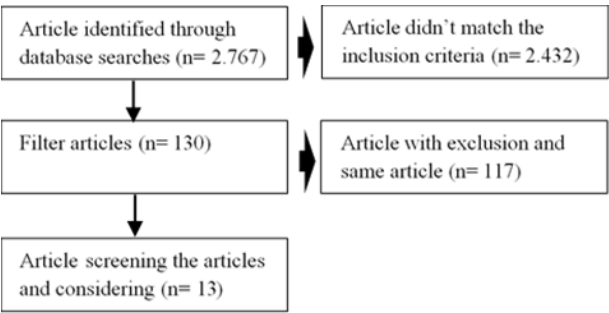 Article identified through
database searches (n= 2.767)
Article didn`t match the
inclusion criteria (n= 2.432)
Filter articles (n= 130)
Article with exclusion and
same article (n= 117)
Article screening the articles
and considering (n= 13)